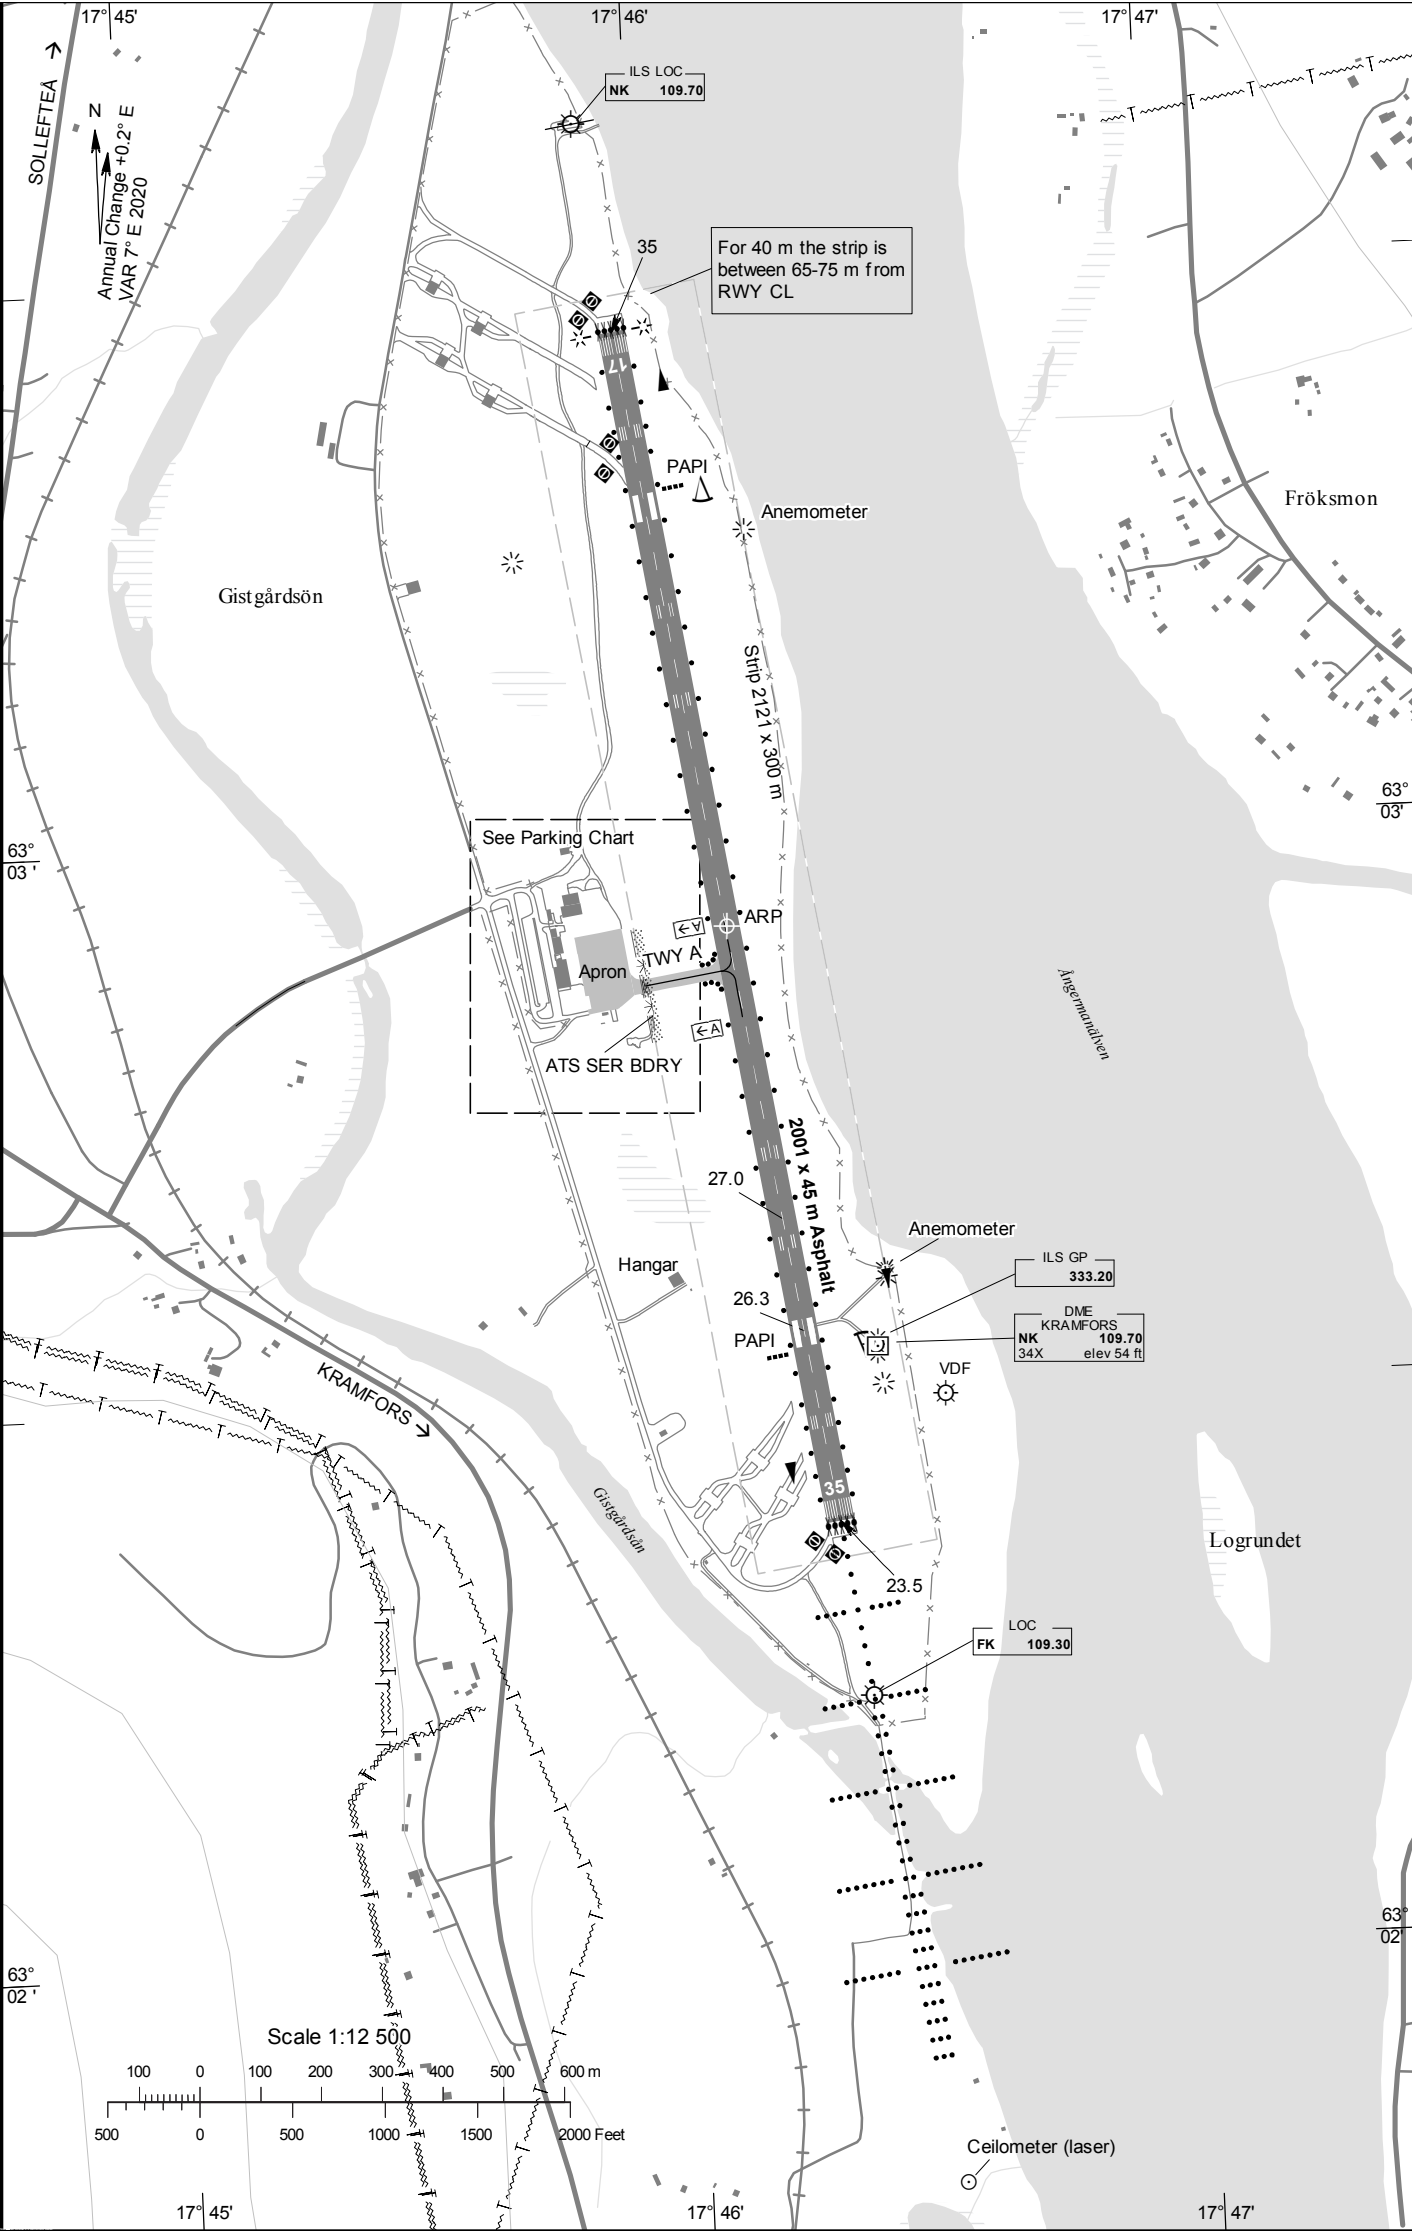 17° 45'
17° 46'
17° 47'
SOLLEFTEÅ
N
Annual Change +0.2° E
VAR 7° E 2020
ILS LOC
NK 109.70
35
For 40 m the strip is
between 65-75 m from
RWY CL
17
PAPI
Anemometer
Fröksmon
Gistgårdsön
Strip 2121 x 300 m
63°
03'
63°
03 '
See Parking Chart
A→
ARP
TWY A
Apron
←A
ATS SER BDRY
Ångermanälven
2001 x 45 m Asphalt
27.0
Anemometer
Hangar
ILS GP
333.20
26.3
DME
KRAMFORS
NK 109.70
34X elev 54 ft
PAPI
VDF
KRAMFORS
35
Gistgårdsån
Logrundet
23.5
LOC
FK 109.30
63°
02'
63°
02 '
Scale 1:12 500
100 0 100 200 300 400 500 600 m
500 0 500 1000 1500 2000 Feet
Ceilometer (laser)
17° 45'
17° 46'
17° 47'